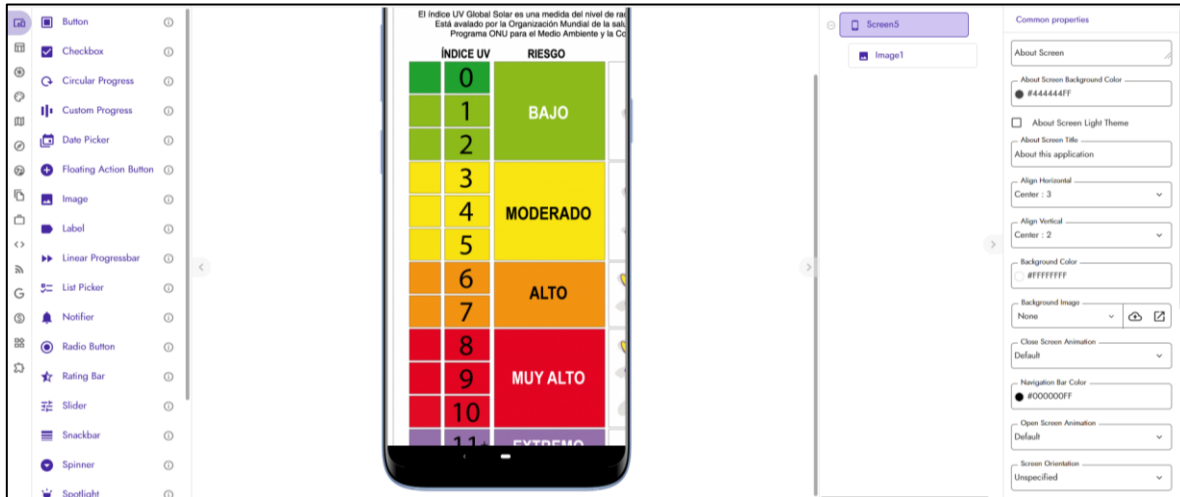 Button
Checkbox
Circular Progress
Custom Progress
Date Picker
Floating Action Button
Image
Label
Linear Progressbar
List Picker
Notifier
Radio Button
Rating Bar
Slider
Snackbar
Spinner
Spotlight
El índice UV Global Solar es una medida del nivel de
Está avalado por la Organización Mundial de la
Programa ONU para el Medio Ambiente y la
ÍNDICE UV RIESGO
0
1 BAJO
2
3
4 MODERADO
5
6
ALTO
7
8
9 MUY ALTO
10
11+ EXTREMO
Screen5
Image1
Common properties
About Screen
About Screen Background Color
#444444FF
About Screen Light Theme
About Screen Title
About this application
Align Horizontal
Center : 3
Align Vertical
Center : 2
Background Color
#FFFFFFFF
Background Image
None
Close Screen Animation
Default
Navigation Bar Color
#000000FF
Open Screen Animation
Default
Screen Orientation
Unspecified